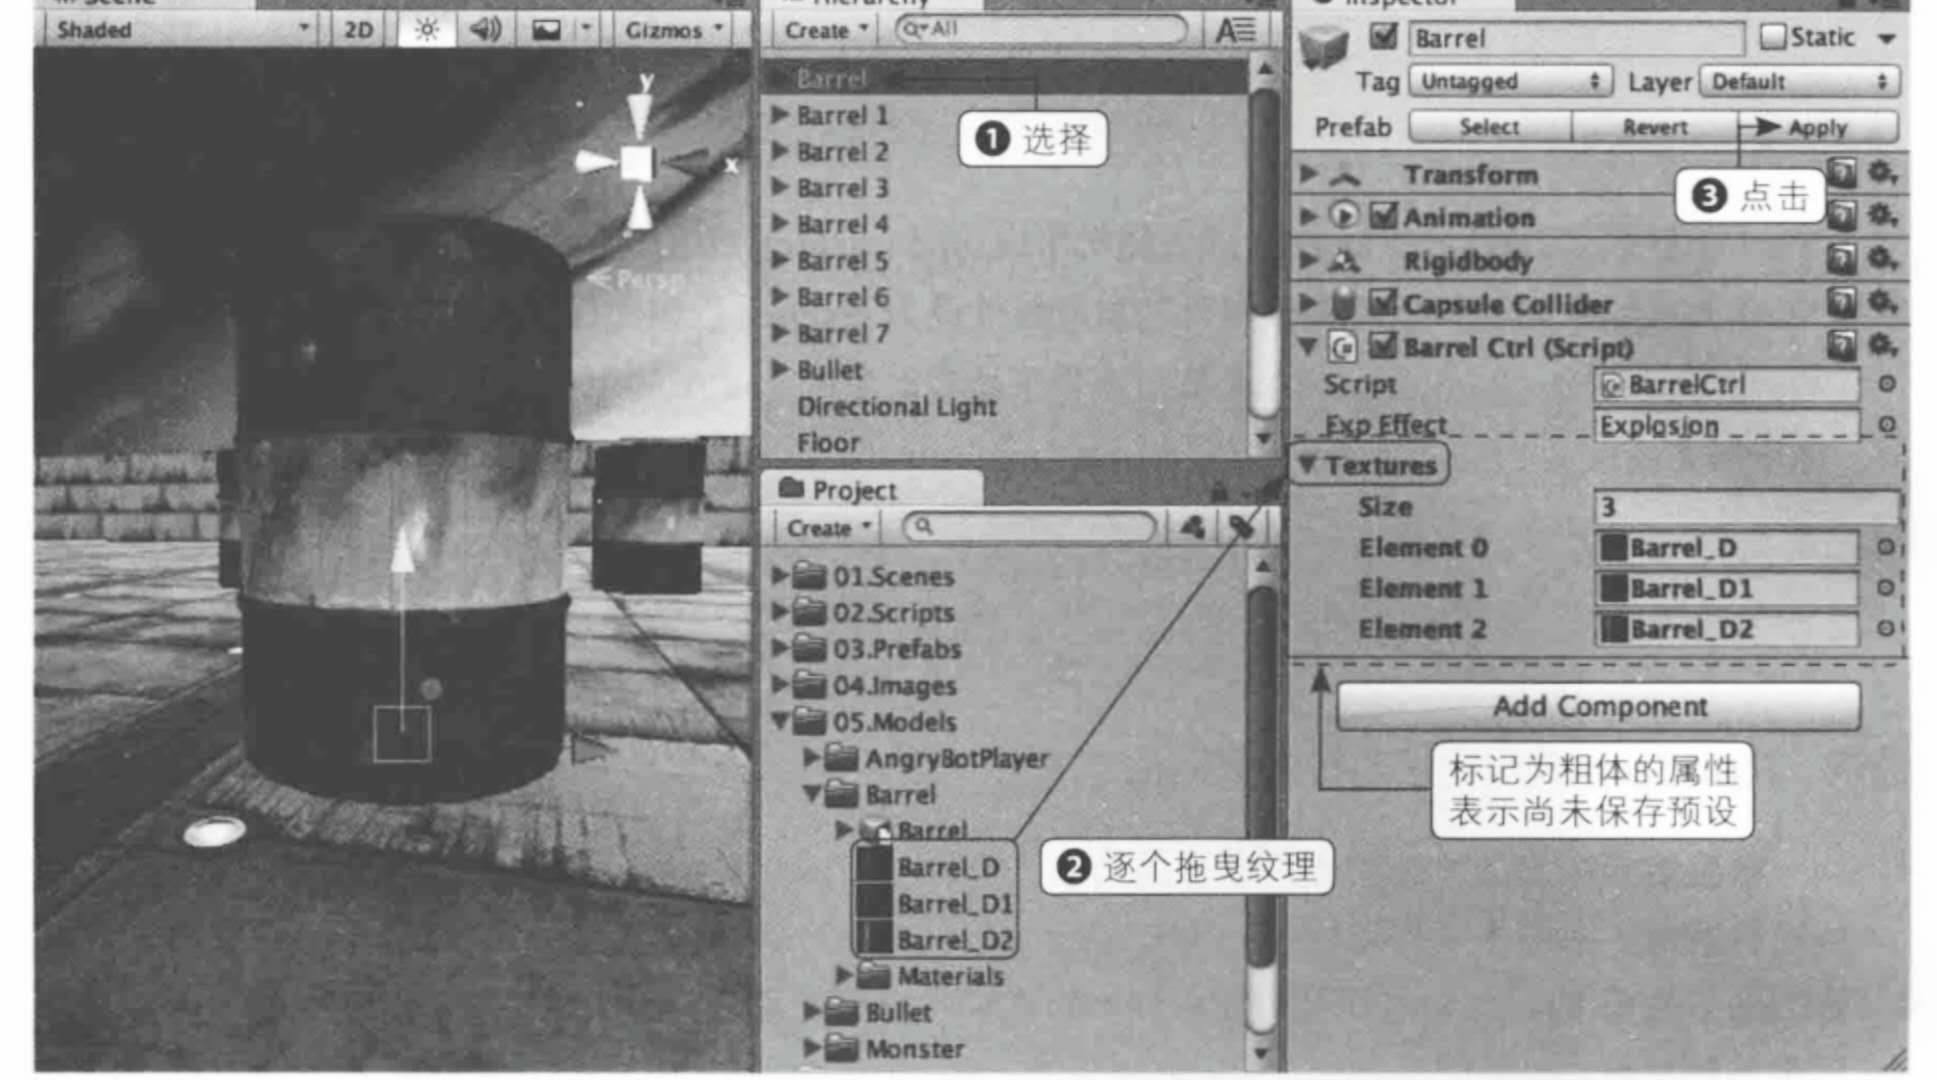 Scene
Shaded
2D
Gizmos
Persp
y
x
Hierarchy
Create
All
Barrel
Barrel 1
Barrel 2
Barrel 3
Barrel 4
Barrel 5
Barrel 6
Barrel 7
Bullet
Directional Light
Floor
❶ 选择
Project
Create
01.Scenes
02.Scripts
03.Prefabs
04.Images
05.Models
AngryBotPlayer
Barrel
Barrel
Barrel_D
Barrel_D1
Barrel_D2
Materials
Bullet
Monster
❷ 逐个拖曳纹理
Inspector
Barrel Static
Tag Untagged Layer Default
Prefab Select Revert Apply
❸ 点击
Transform
Animation
Rigidbody
Capsule Collider
Barrel Ctrl (Script)
Script BarrelCtrl
Exp Effect Explosion
Textures
Size 3
Element 0 Barrel_D
Element 1 Barrel_D1
Element 2 Barrel_D2
Add Component
标记为粗体的属性
表示尚未保存预设